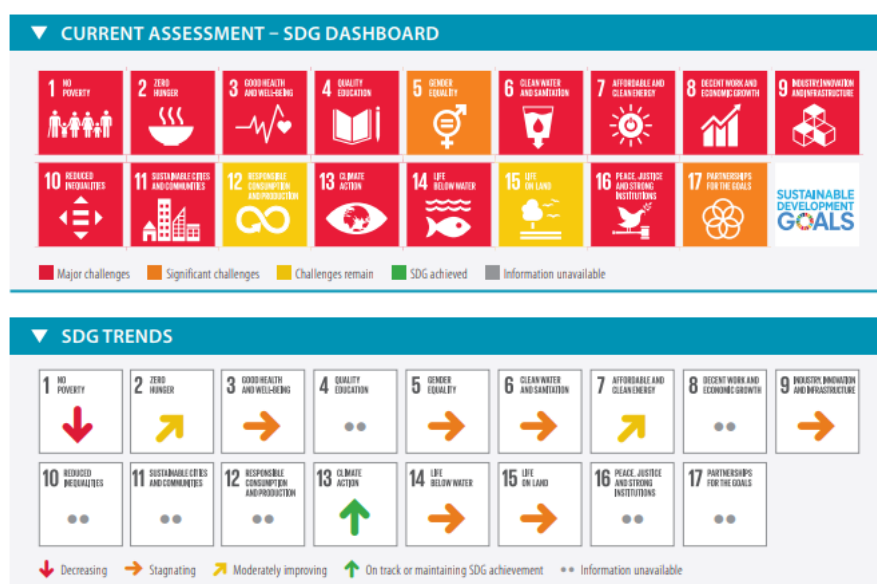 ▼ CURRENT ASSESSMENT – SDG DASHBOARD
1 NO POVERTY
2 ZERO HUNGER
3 GOOD HEALTH AND WELL-BEING
4 QUALITY EDUCATION
5 GENDER EQUALITY
6 CLEAN WATER AND SANITATION
7 AFFORDABLE AND CLEAN ENERGY
8 DECENT WORK AND ECONOMIC GROWTH
9 INDUSTRY, INNOVATION AND INFRASTRUCTURE
10 REDUCED INEQUALITIES
11 SUSTAINABLE CITIES AND COMMUNITIES
12 RESPONSIBLE CONSUMPTION AND PRODUCTION
13 CLIMATE ACTION
14 LIFE BELOW WATER
15 LIFE ON LAND
16 PEACE, JUSTICE AND STRONG INSTITUTIONS
17 PARTNERSHIPS FOR THE GOALS
SUSTAINABLE
DEVELOPMENT
GOALS
Major challenges Significant challenges Challenges remain SDG achieved Information unavailable
▼ SDG TRENDS
1 NO POVERTY
2 ZERO HUNGER
3 GOOD HEALTH AND WELL-BEING
4 QUALITY EDUCATION
5 GENDER EQUALITY
6 CLEAN WATER AND SANITATION
7 AFFORDABLE AND CLEAN ENERGY
8 DECENT WORK AND ECONOMIC GROWTH
9 INDUSTRY, INNOVATION AND INFRASTRUCTURE
10 REDUCED INEQUALITIES
11 SUSTAINABLE CITIES AND COMMUNITIES
12 RESPONSIBLE CONSUMPTION AND PRODUCTION
13 CLIMATE ACTION
14 LIFE BELOW WATER
15 LIFE ON LAND
16 PEACE, JUSTICE AND STRONG INSTITUTIONS
17 PARTNERSHIPS FOR THE GOALS
Decreasing Stagnating Moderately improving On track or maintaining SDG achievement Information unavailable